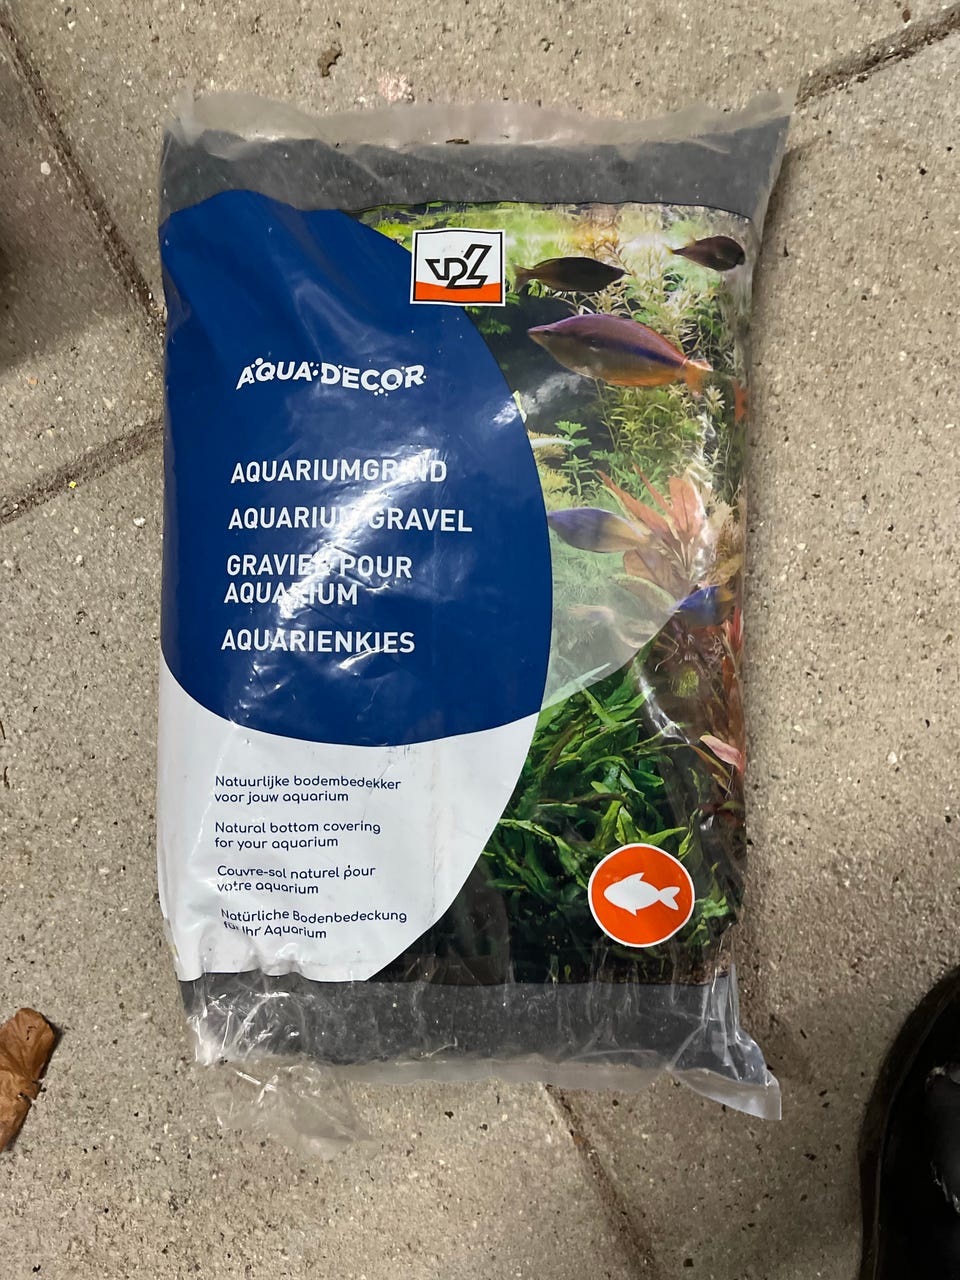 vdZ
AQUA DECOR
AQUARIUMGRIND
AQUARIUM GRAVEL
GRAVIER POUR
AQUARIUM
AQUARIENKIES
Natuurlijke bodembedekker
voor jouw aquarium
Natural bottom covering
for your aquarium
Couvre-sol naturel pour
votre aquarium
Natürliche Bodenbedeckung
für Ihr Aquarium